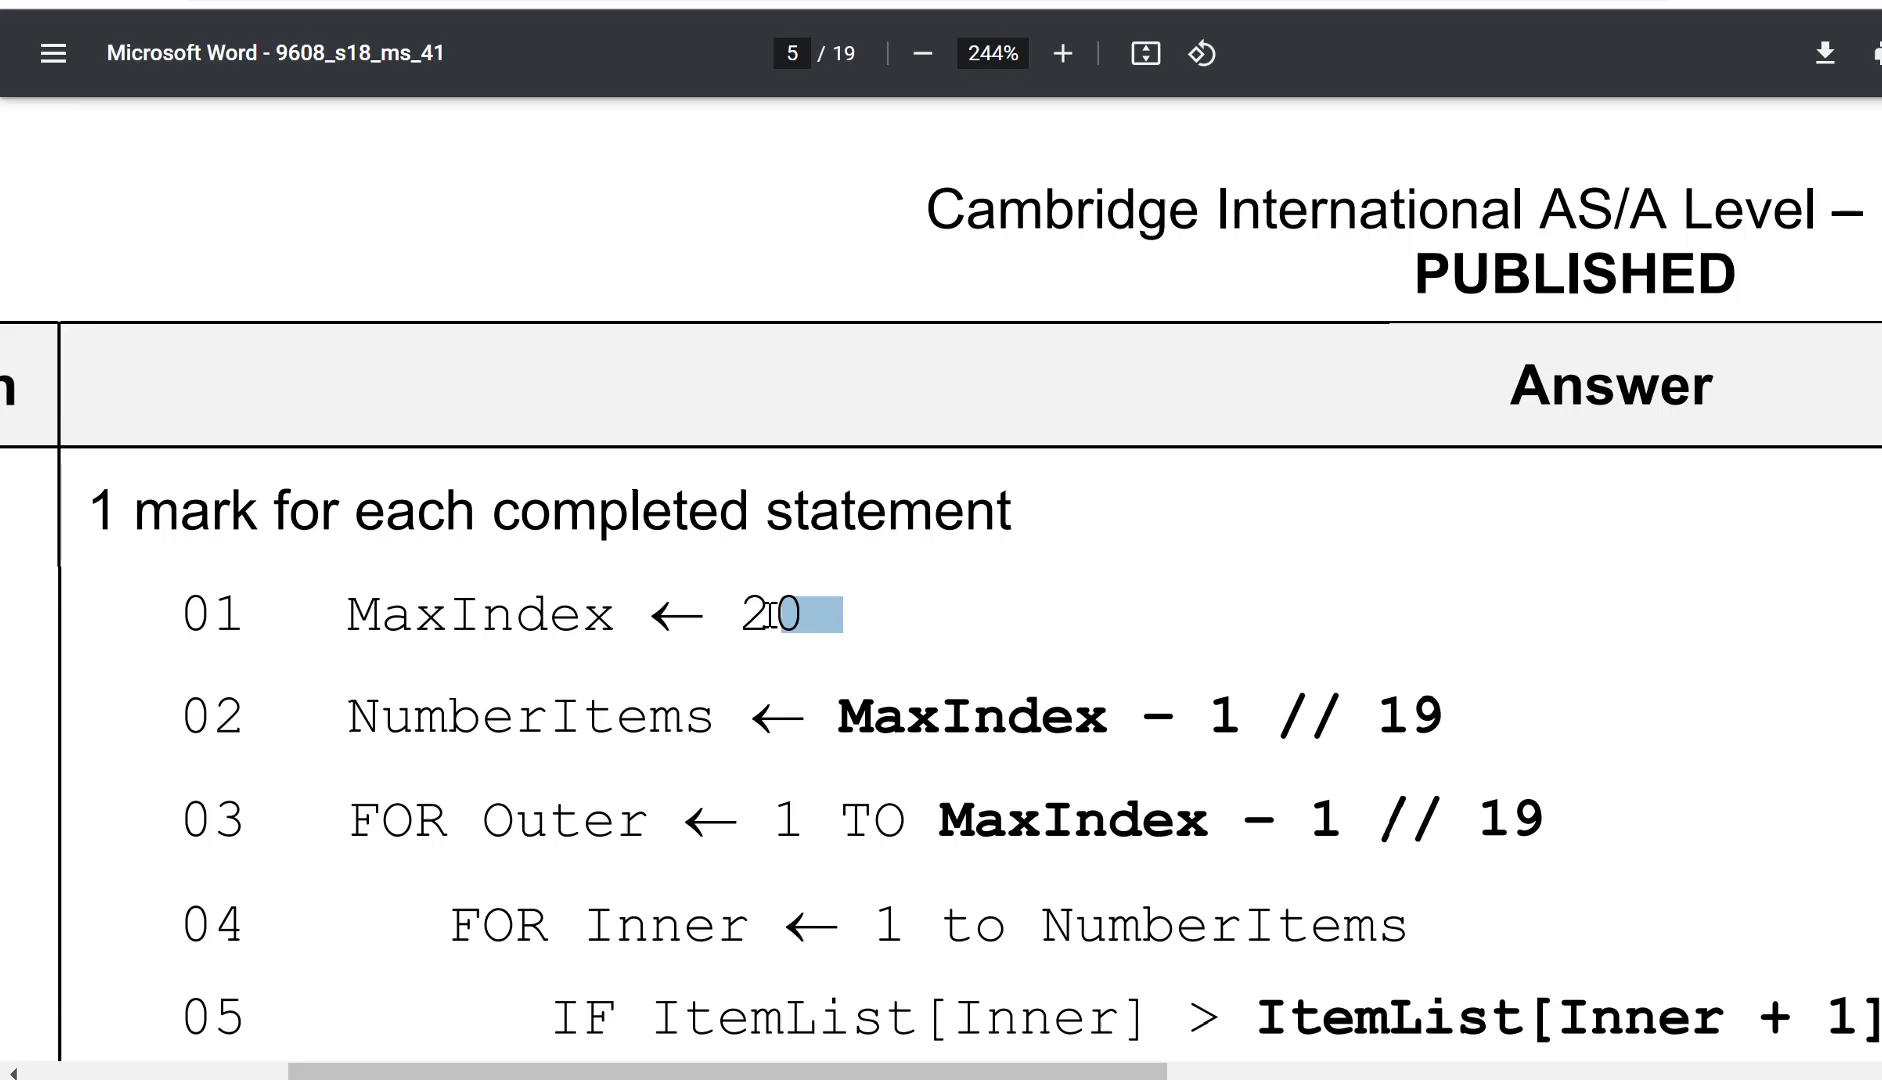 Microsoft Word - 9608_s18_ms_41
5 / 19
244%
Cambridge International AS/A Level –
PUBLISHED
n
Answer
1 mark for each completed statement
01 MaxIndex ← 20
02 NumberItems ← MaxIndex – 1 // 19
03 FOR Outer ← 1 TO MaxIndex – 1 // 19
04 FOR Inner ← 1 to NumberItems
05 IF ItemList[Inner] > ItemList[Inner + 1]